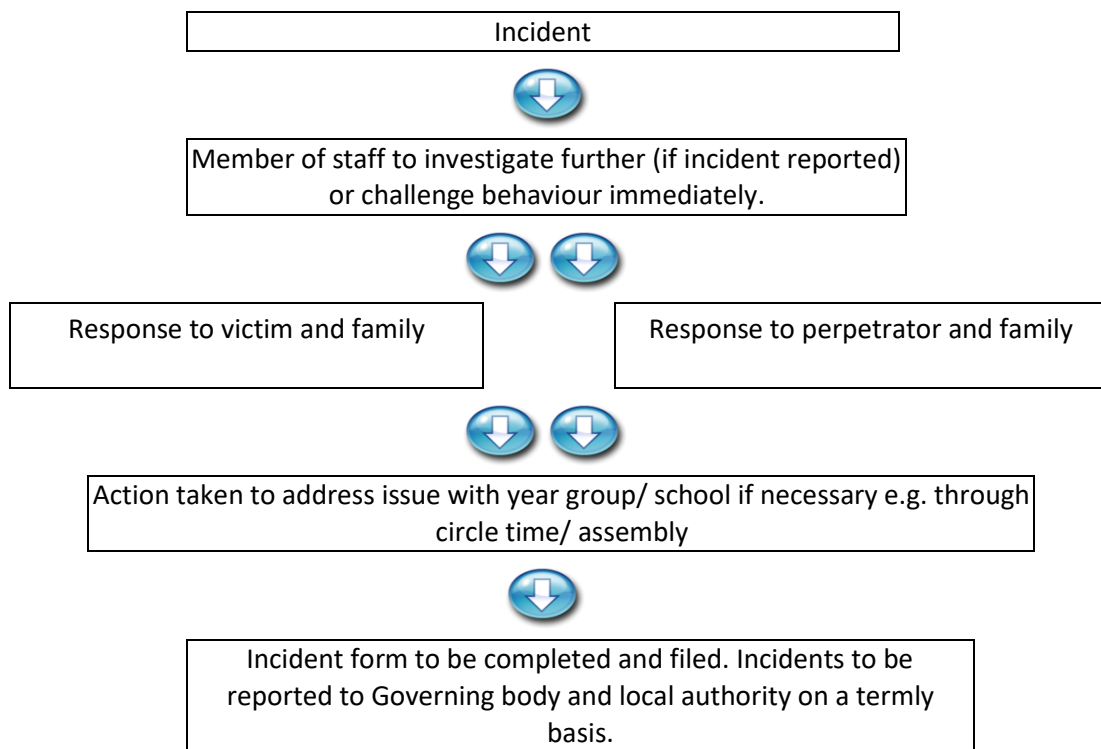 Incident
Member of staff to investigate further (if incident reported)
or challenge behaviour immediately.
Response to victim and family
Response to perpetrator and family
Action taken to address issue with year group/ school if necessary e.g. through
circle time/ assembly
Incident form to be completed and filed. Incidents to be
reported to Governing body and local authority on a termly
basis.